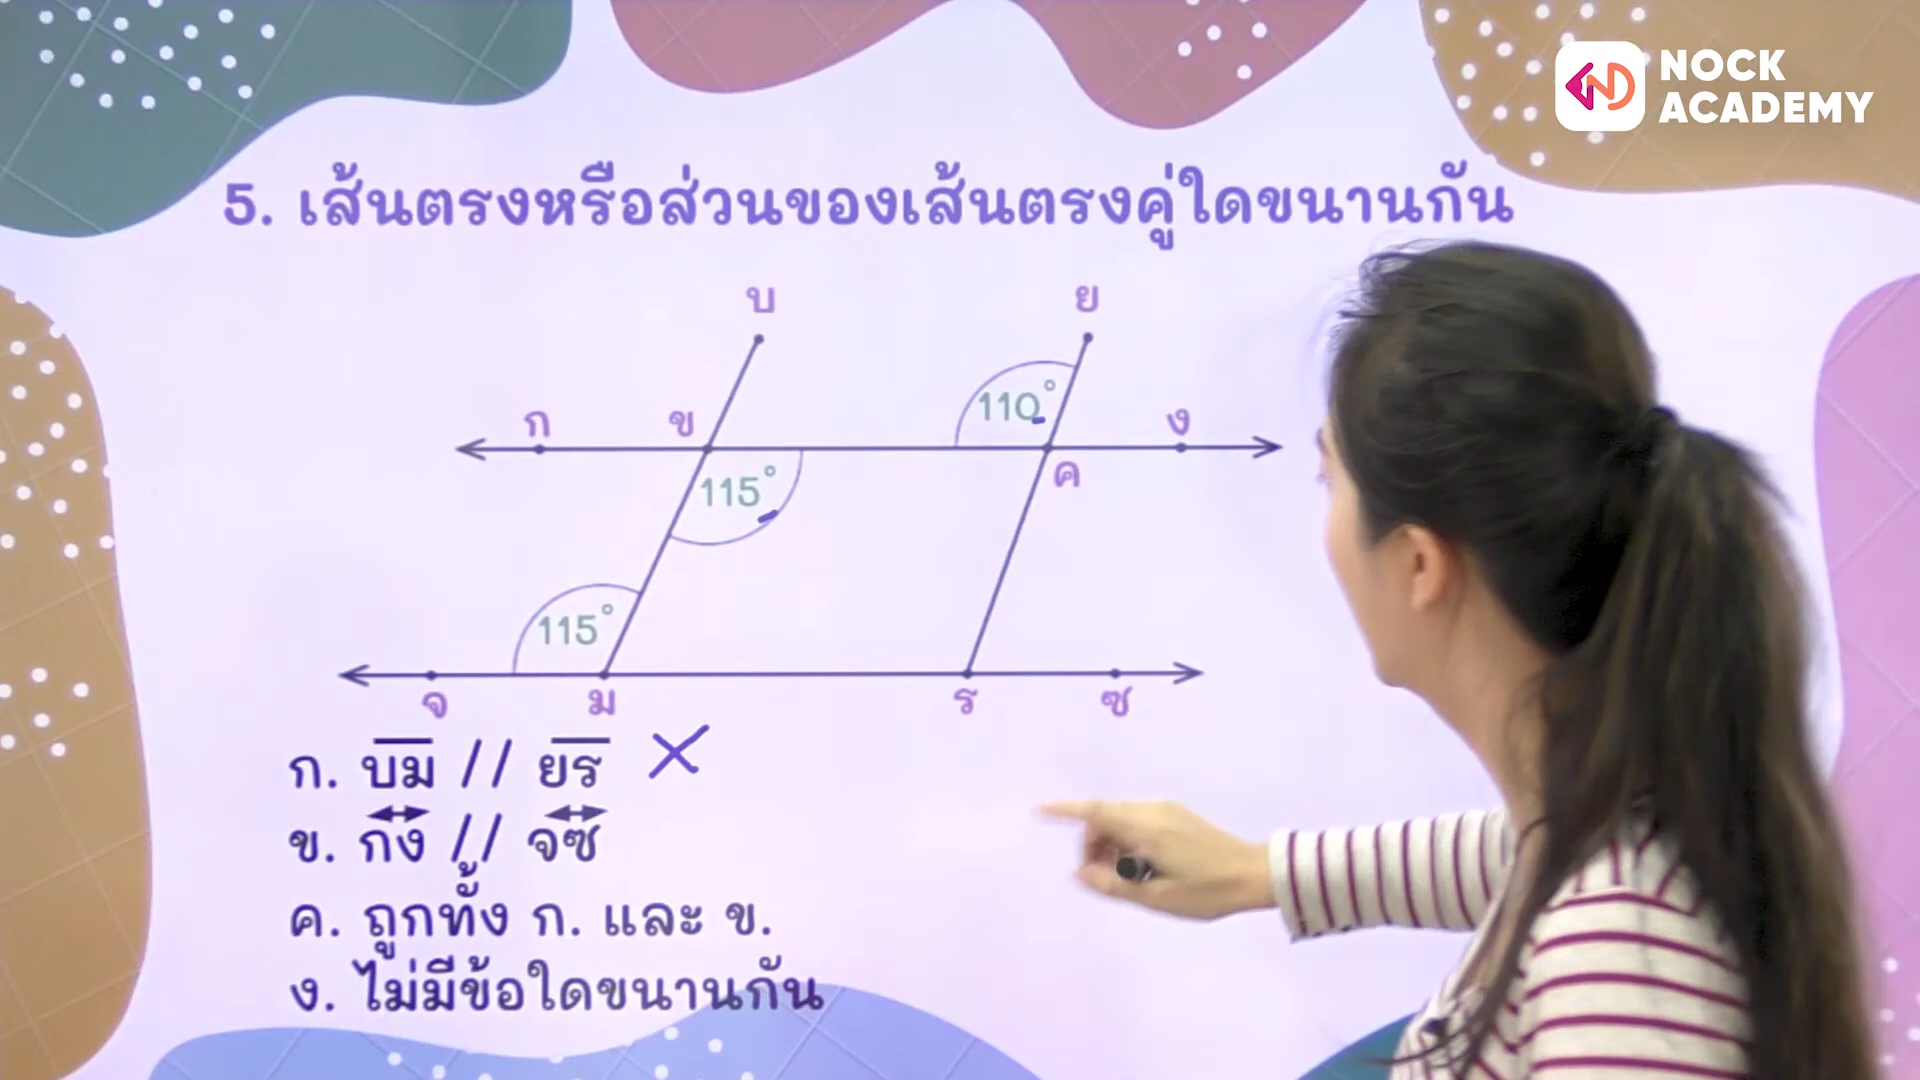 NOCK
ACADEMY
5. เส้นตรงหรือส่วนของเส้นตรงคู่ใดขนานกัน
บ ย
110°
ก ข ง
ค
115°
115°
จ ม ร ซ
ก. บม // ยร ✗
ข. กง // จซ
ค. ถูกทั้ง ก. และ ข.
ง. ไม่มีข้อใดขนานกัน